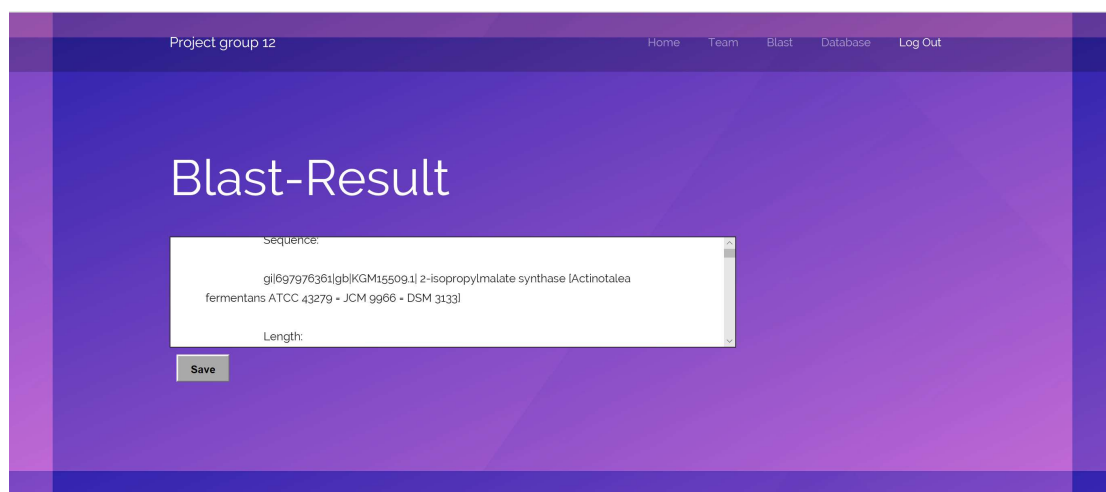 Project group 12
Home Team Blast Database Log Out
Blast-Result
Sequence:
gi|697976361|gb|KGM15509.1| 2-isopropylmalate synthase [Actinotalea
fermentans ATCC 43279 = JCM 9966 = DSM 3133]
Length:
Save